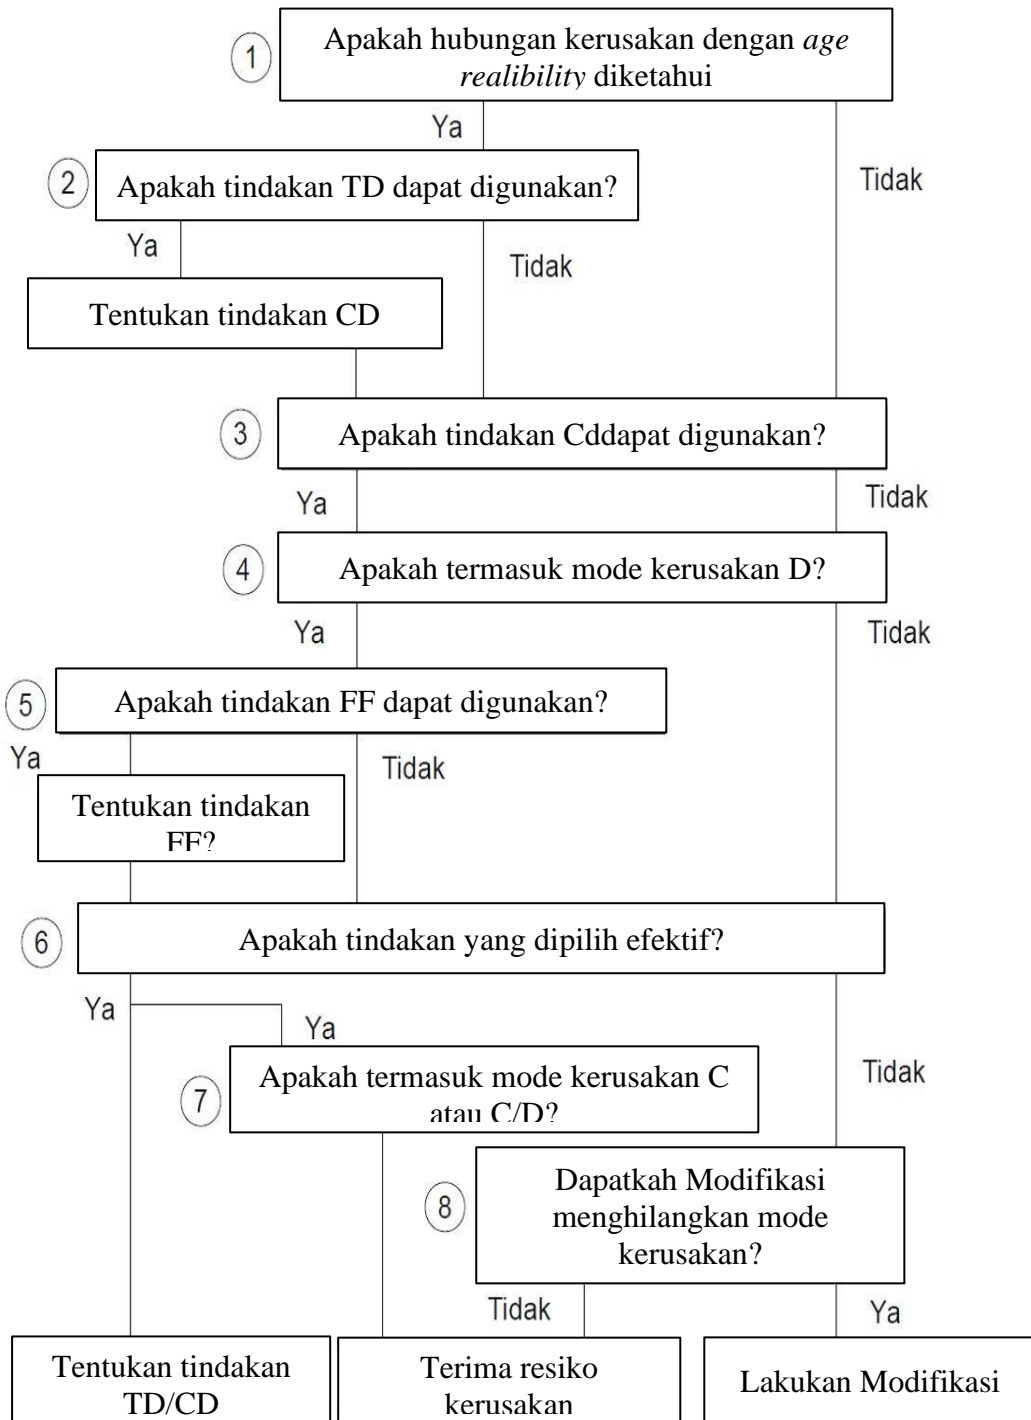 1
Apakah hubungan kerusakan dengan age
realibility diketahui
Ya
Tidak
2
Apakah tindakan TD dapat digunakan?
Ya
Tidak
Tentukan tindakan CD
3
Apakah tindakan Cddapat digunakan?
Ya
Tidak
4
Apakah termasuk mode kerusakan D?
Ya
Tidak
5
Apakah tindakan FF dapat digunakan?
Ya
Tidak
Tentukan tindakan
FF?
6
Apakah tindakan yang dipilih efektif?
Ya
Ya
Tidak
7
Apakah termasuk mode kerusakan C
atau C/D?
8
Dapatkah Modifikasi
menghilangkan mode
kerusakan?
Tidak
Ya
Tentukan tindakan
TD/CD
Terima resiko
kerusakan
Lakukan Modifikasi